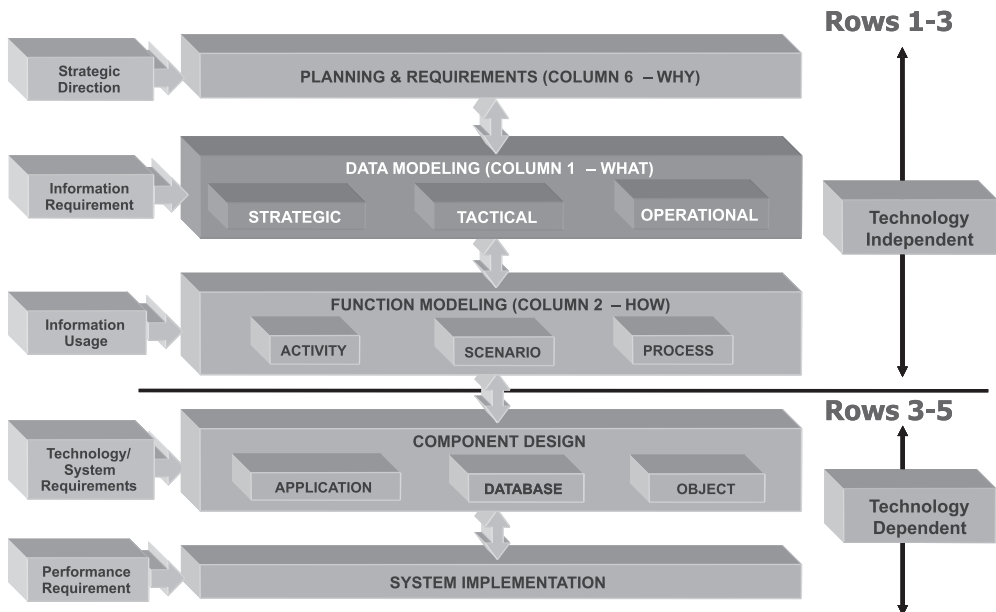 Rows 1-3
Strategic
Direction
PLANNING & REQUIREMENTS (COLUMN 6 – WHY)
Information
Requirement
DATA MODELING (COLUMN 1 – WHAT)
STRATEGIC
TACTICAL
OPERATIONAL
Technology
Independent
Information
Usage
FUNCTION MODELING (COLUMN 2 – HOW)
ACTIVITY
SCENARIO
PROCESS
Rows 3-5
Technology/
System
Requirements
COMPONENT DESIGN
APPLICATION
DATABASE
OBJECT
Technology
Dependent
Performance
Requirement
SYSTEM IMPLEMENTATION